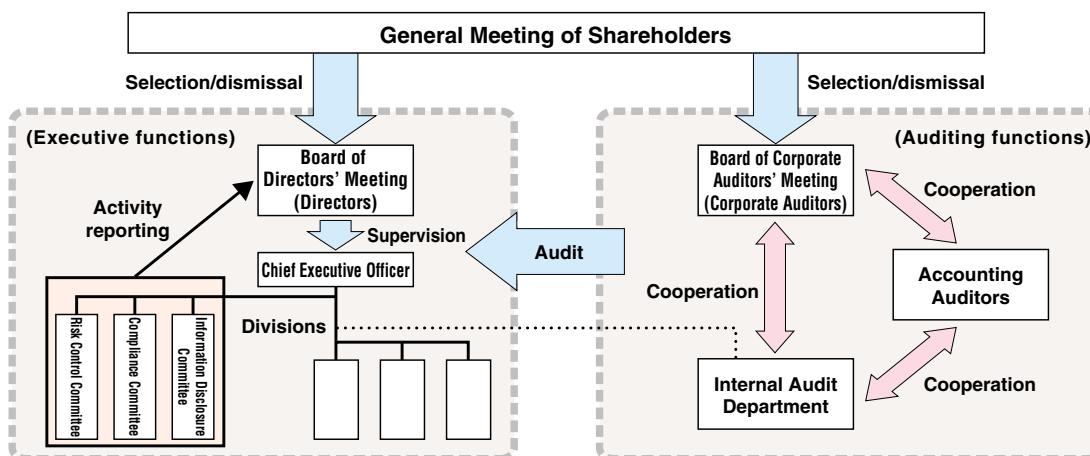 General Meeting of Shareholders
Selection/dismissal
Selection/dismissal
(Executive functions)
(Auditing functions)
Board of
Directors' Meeting
(Directors)
Board of Corporate
Auditors' Meeting
(Corporate Auditors)
Cooperation
Activity
reporting
Supervision
Audit
Chief Executive Officer
Accounting
Auditors
Cooperation
Divisions
Risk Control Committee
Compliance Committee
Information Disclosure
Committee
Internal Audit
Department
Cooperation